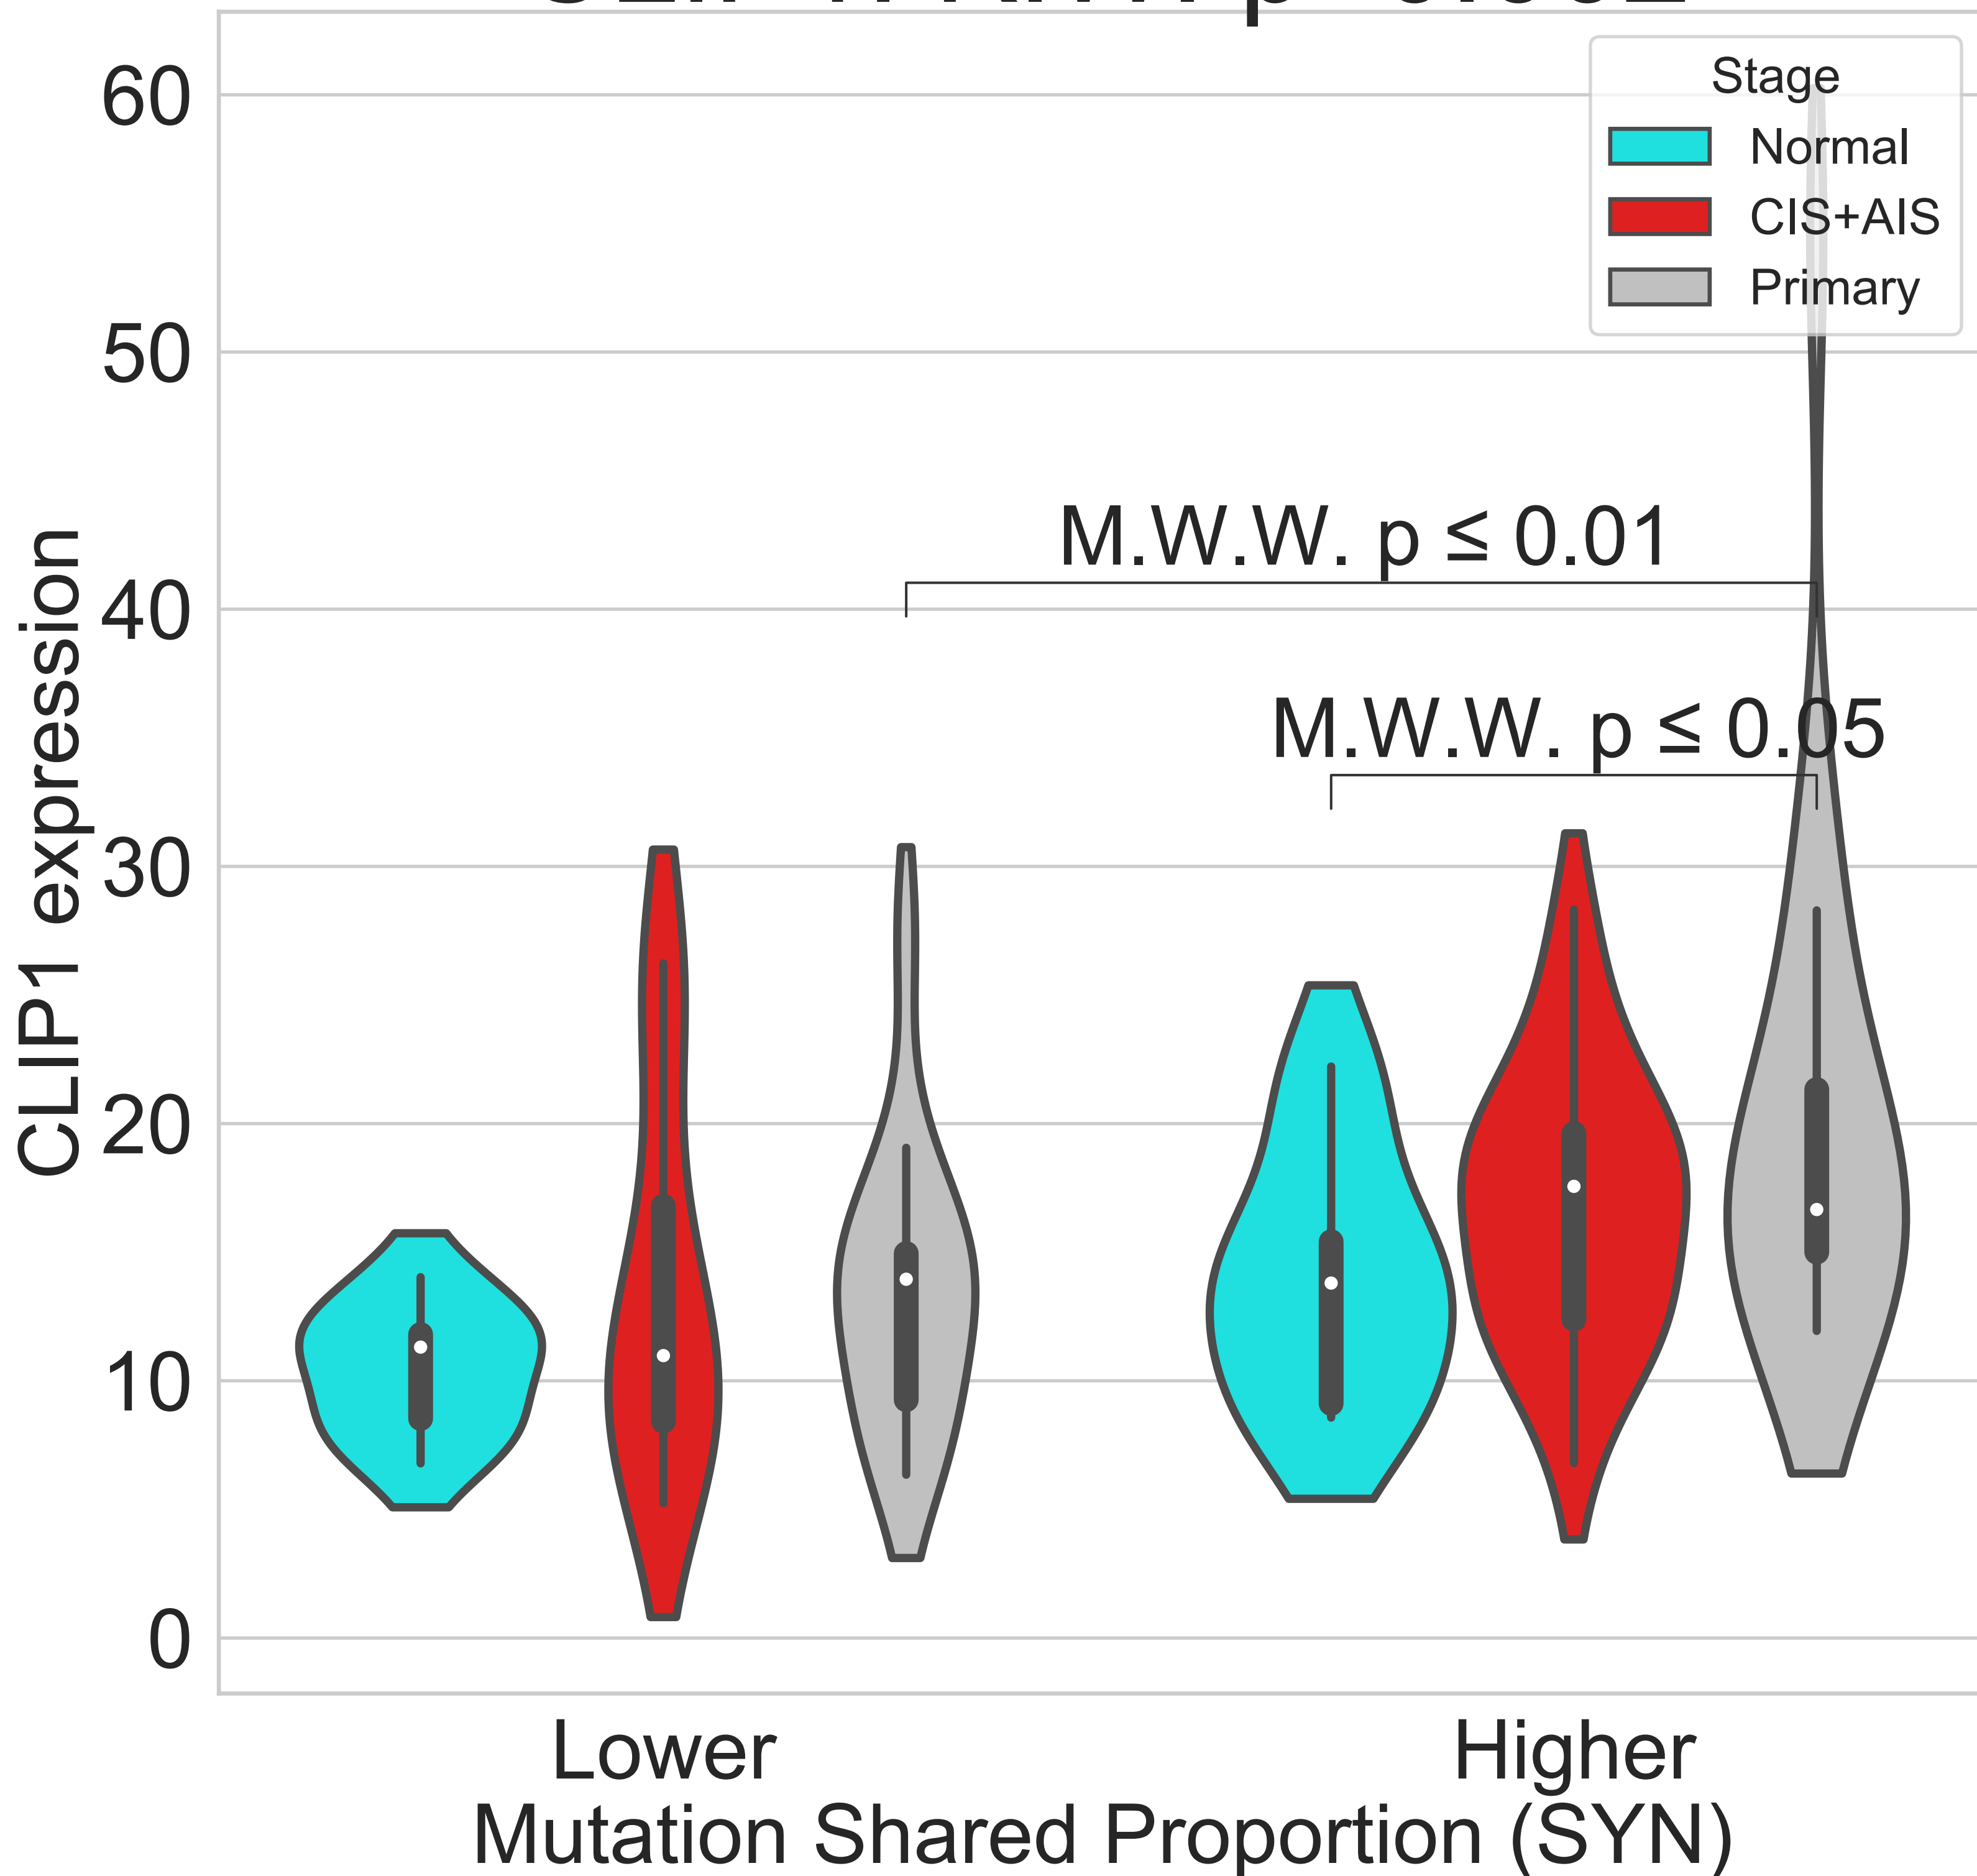 60
50
40
30
20
10
0
CLIP1 expression
Stage
Normal
CIS+AIS
Primary
M.W.W. p ≤ 0.01
M.W.W. p ≤ 0.05
Lower
Higher
Mutation Shared Proportion (SYN)